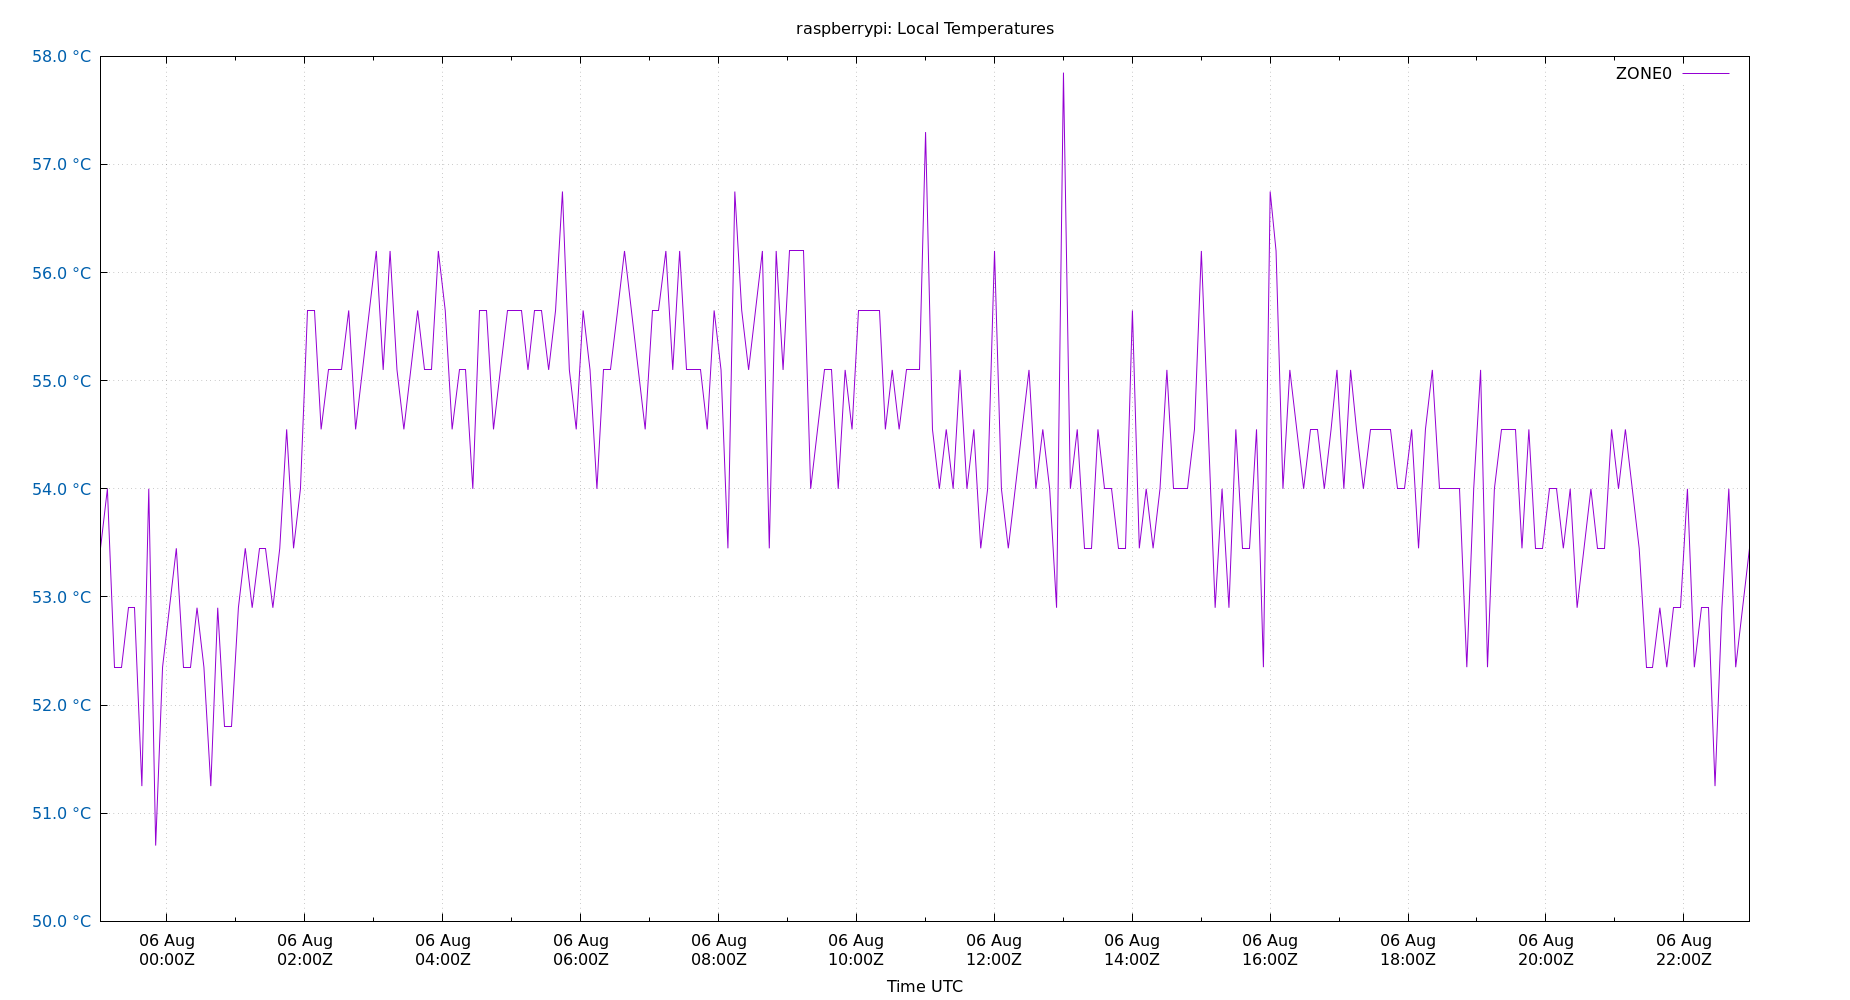 raspberrypi: Local Temperatures
58.0 °C
ZONE0
57.0 °C
56.0 °C
55.0 °C
54.0 °C
53.0 °C
52.0 °C
51.0 °C
50.0 °C
06 Aug 06 Aug 06 Aug 06 Aug 06 Aug 06 Aug 06 Aug 06 Aug 06 Aug 06 Aug 06 Aug 06 Aug
00:00Z 02:00Z 04:00Z 06:00Z 08:00Z 10:00Z 12:00Z 14:00Z 16:00Z 18:00Z 20:00Z 22:00Z
Time UTC